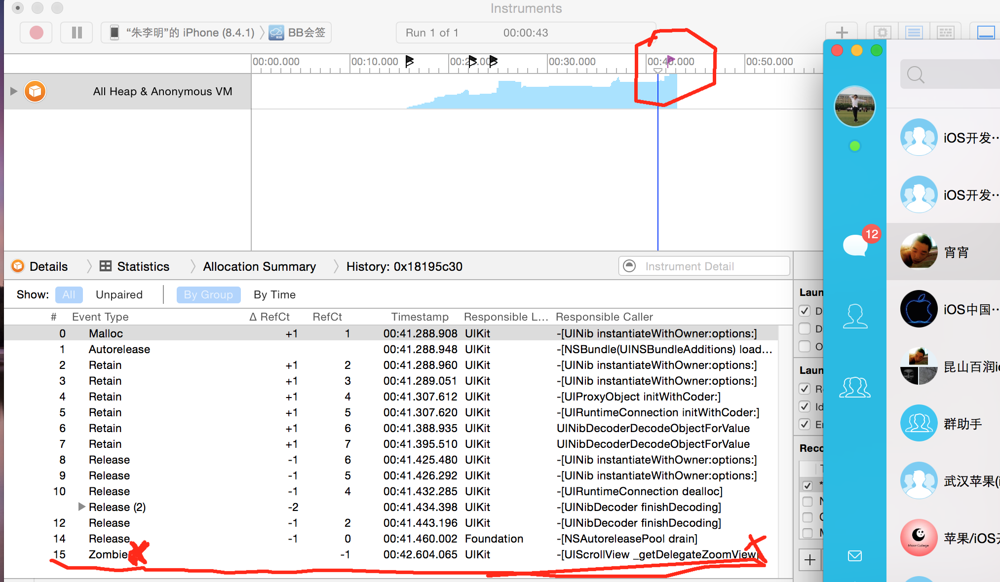 Instruments
“朱李明”的 iPhone (8.4.1) BB会签
Run 1 of 1 00:00:43
00:00.000 00:10.000 00:30.000 00:40.000 00:50.000
All Heap & Anonymous VM
Details Statistics Allocation Summary History: 0x18195c30
Instrument Detail
Show: All Unpaired By Group By Time
# Event Type Δ RefCt RefCt Timestamp Responsible L... Responsible Caller
0 Malloc +1 1 00:41.288.908 UIKit -[UINib instantiateWithOwner:options:]
1 Autorelease 00:41.288.948 UIKit -[NSBundle(UINSBundleAdditions) load...
2 Retain +1 2 00:41.288.960 UIKit -[UINib instantiateWithOwner:options:]
3 Retain +1 3 00:41.289.051 UIKit -[UINib instantiateWithOwner:options:]
4 Retain +1 4 00:41.307.612 UIKit -[UIProxyObject initWithCoder:]
5 Retain +1 5 00:41.307.620 UIKit -[UIRuntimeConnection initWithCoder:]
6 Retain +1 6 00:41.388.935 UIKit UINibDecoderDecodeObjectForValue
7 Retain +1 7 00:41.395.510 UIKit UINibDecoderDecodeObjectForValue
8 Release -1 6 00:41.425.480 UIKit -[UINib instantiateWithOwner:options:]
9 Release -1 5 00:41.426.292 UIKit -[UINib instantiateWithOwner:options:]
10 Release -1 4 00:41.432.285 UIKit -[UIRuntimeConnection dealloc]
Release (2) -2 00:41.434.398 UIKit -[UINibDecoder finishDecoding]
12 Release -1 2 00:41.443.196 UIKit -[UINibDecoder finishDecoding]
14 Release -1 0 00:41.460.002 Foundation -[NSAutoreleasePool drain]
15 Zombie -1 00:42.604.065 UIKit -[UIScrollView _getDelegateZoomView]
Laun
D
D
O
Laun
Re
Id
En
Reco
12
iOS开发…
iOS开发…
宵宵
iOS中国…
昆山百润i
群助手
武汉苹果(i
苹果/iOS开
Moon College